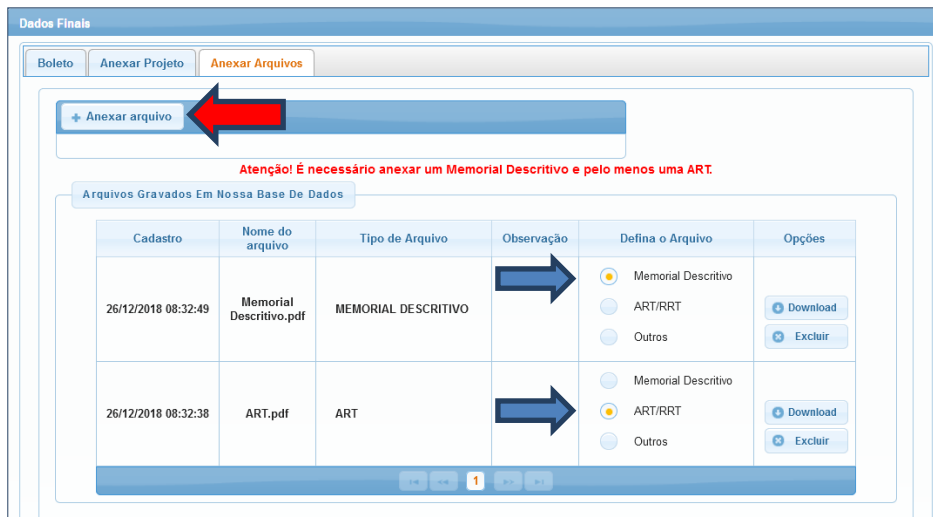 Dados Finais
Boleto Anexar Projeto Anexar Arquivos
Anexar arquivo
Atenção! É necessário anexar um Memorial Descritivo e pelo menos uma ART.
Arquivos Gravados Em Nossa Base De Dados
Cadastro Nome do arquivo Tipo de Arquivo Observação Defina o Arquivo Opções
26/12/2018 08:32:49
Memorial
Descritivo.pdf
MEMORIAL DESCRITIVO
Memorial Descritivo
ART/RRT
Outros
Download
Excluir
26/12/2018 08:32:38
ART.pdf
ART
Memorial Descritivo
ART/RRT
Outros
Download
Excluir
1